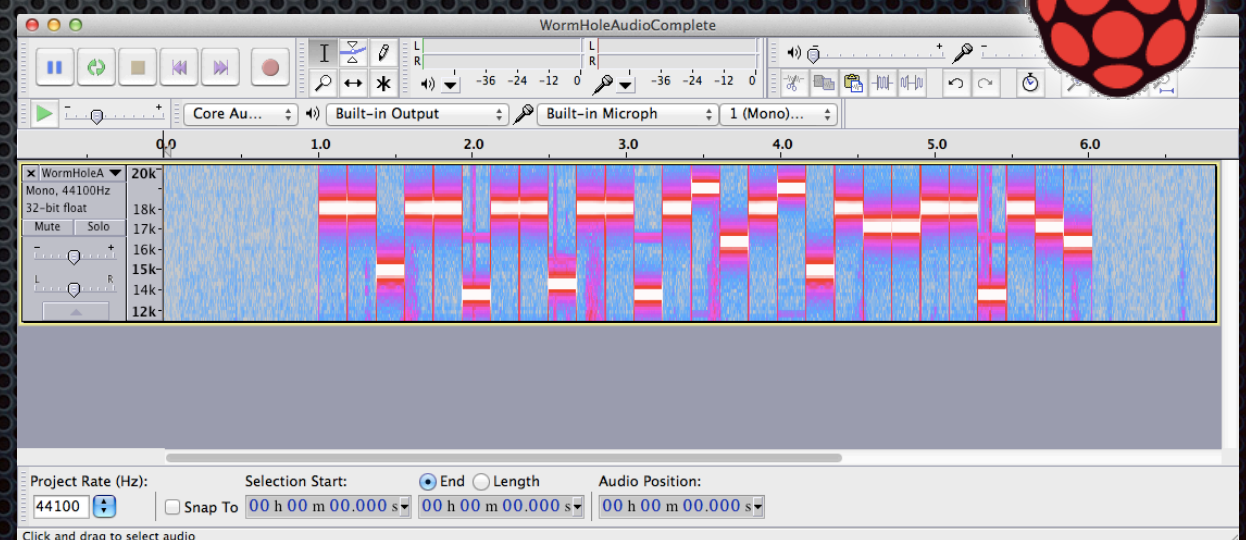 WormHoleAudioComplete
L
R
-36 -24 -12 0
L
R
-36 -24 -12 0
- +
-
- +
Core Au...
Built-in Output
Built-in Microph
1 (Mono)...
0.0 1.0 2.0 3.0 4.0 5.0 6.0
WormHoleA
Mono, 44100Hz
32-bit float
Mute Solo
- +
L R
20k-
18k-
17k-
16k-
15k-
14k-
12k-
Project Rate (Hz):
44100
Snap To
Selection Start:
End Length
Audio Position:
00 h 00 m 00.000 s
00 h 00 m 00.000 s
00 h 00 m 00.000 s
Click and drag to select audio